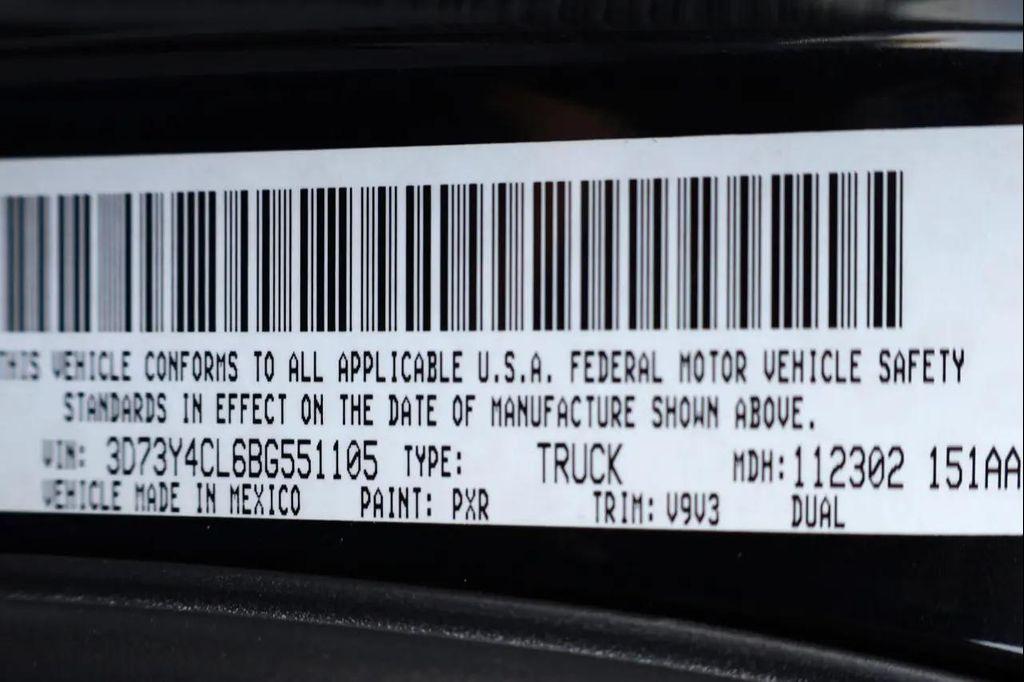 THIS VEHICLE CONFORMS TO ALL APPLICABLE U.S.A. FEDERAL MOTOR VEHICLE SAFETY
STANDARDS IN EFFECT ON THE DATE OF MANUFACTURE SHOWN ABOVE.
VIN: 3D73Y4CL6BG551105 TYPE: TRUCK MDH:112302 151AA
VEHICLE MADE IN MEXICO PAINT: PXR TRIM: V9V3 DUAL